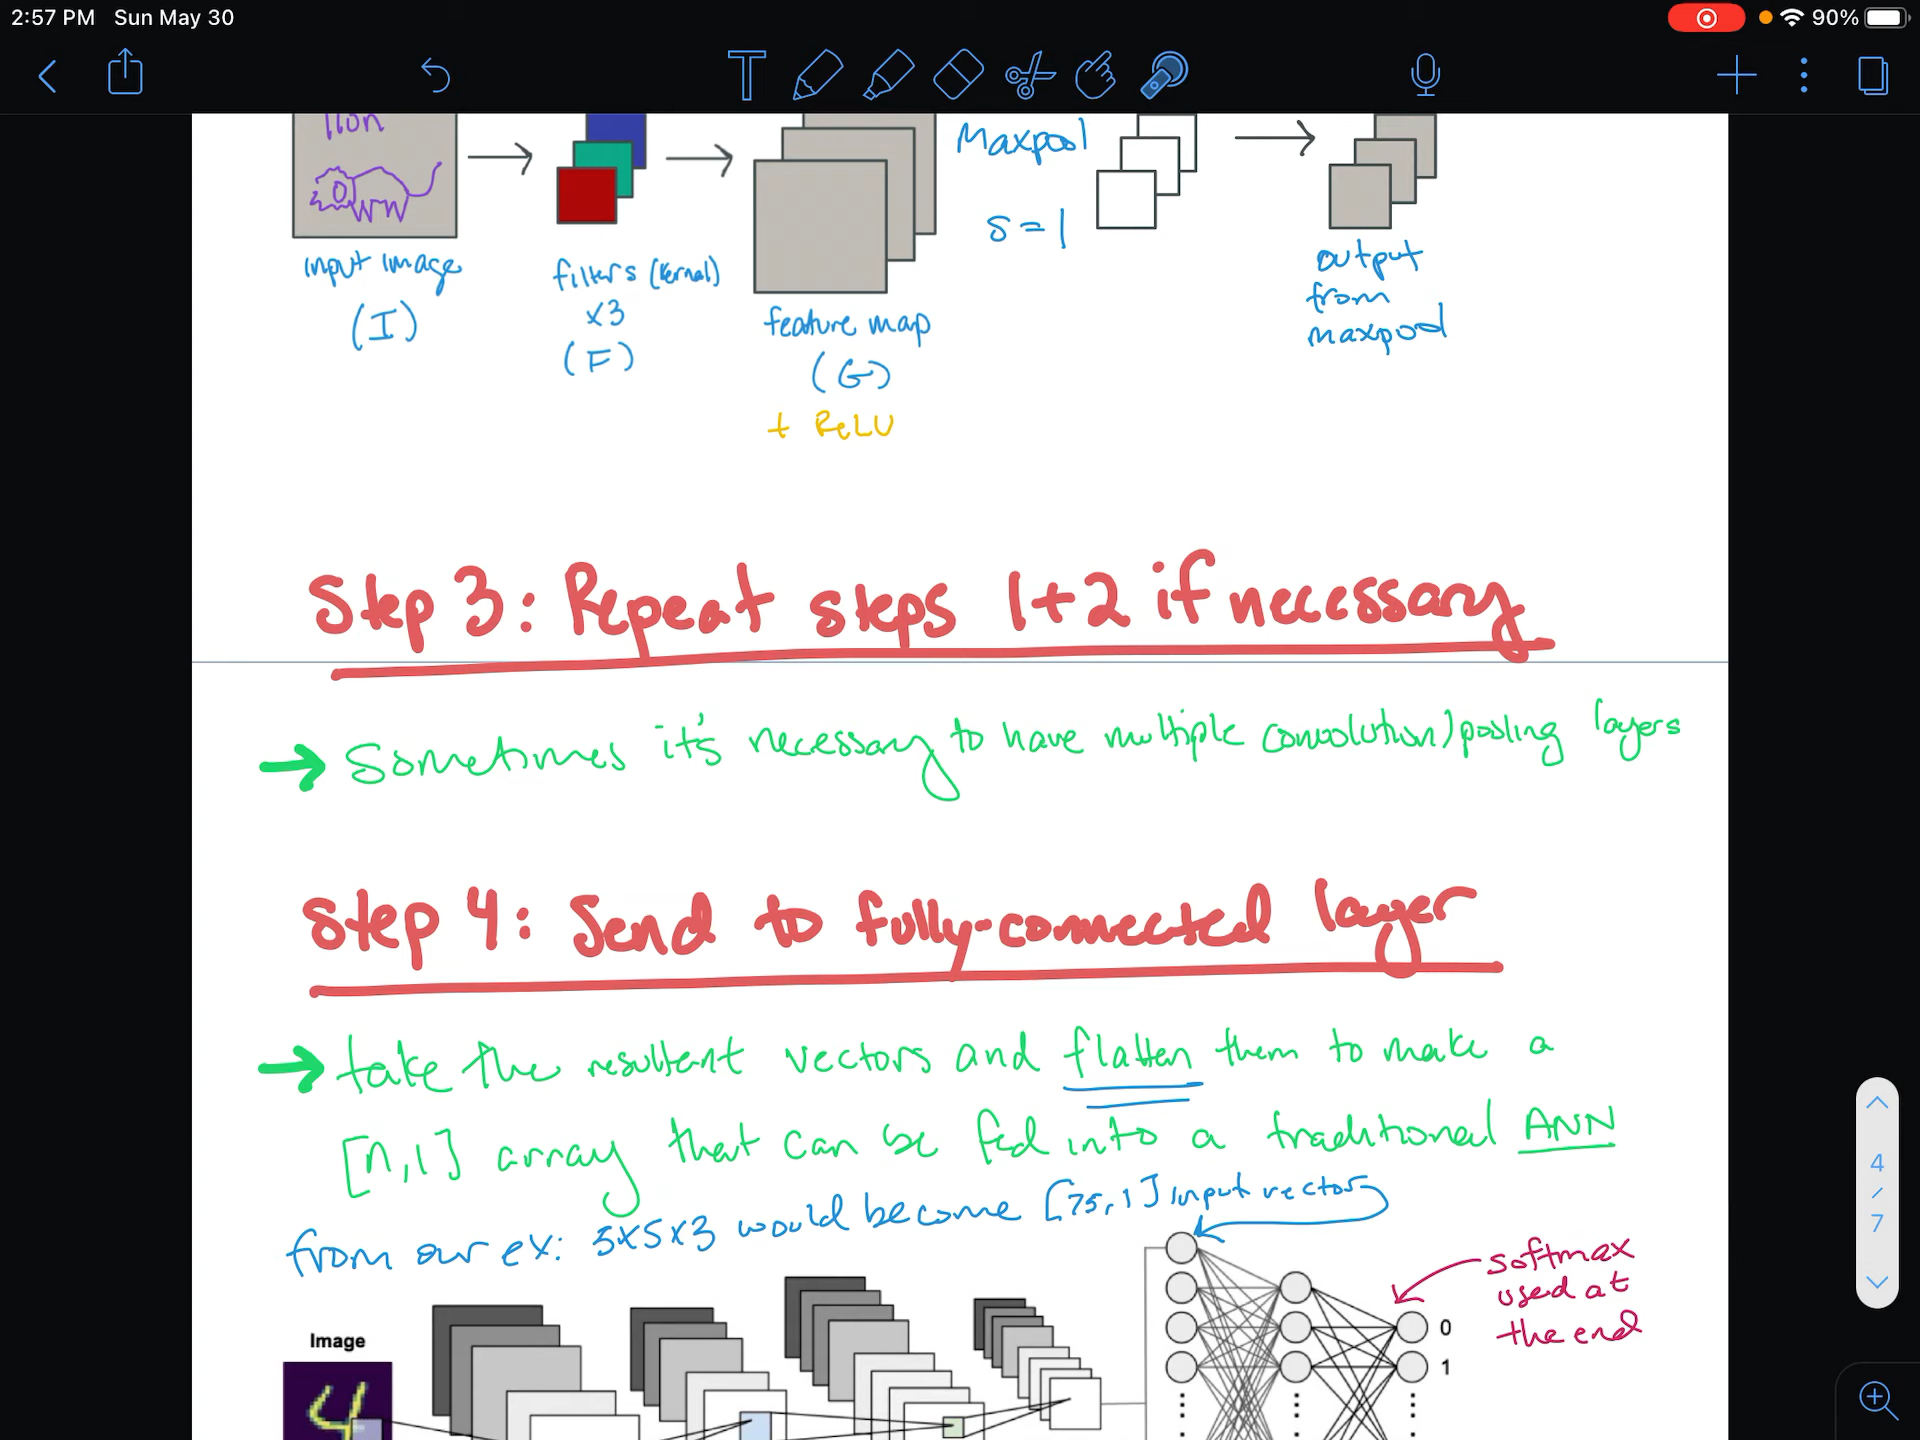 2:57 PM Sun May 30
90%
lion
Maxpool
s = 1
input image
(I)
filters (kernel)
x3
(F)
feature map
(G)
+ ReLU
output
from
maxpool
Step 3: Repeat steps 1+2 if necessary
→ Sometimes it's necessary to have multiple convolution/pooling layers
Step 4: Send to fully-connected layer
→ take the resultent vectors and flatten them to make a
[n,1] array that can be fed into a traditional ANN
from our ex: 5x5x3 would become [75,1] input vector
softmax
used at
the end
Image
0
1
4
/
7